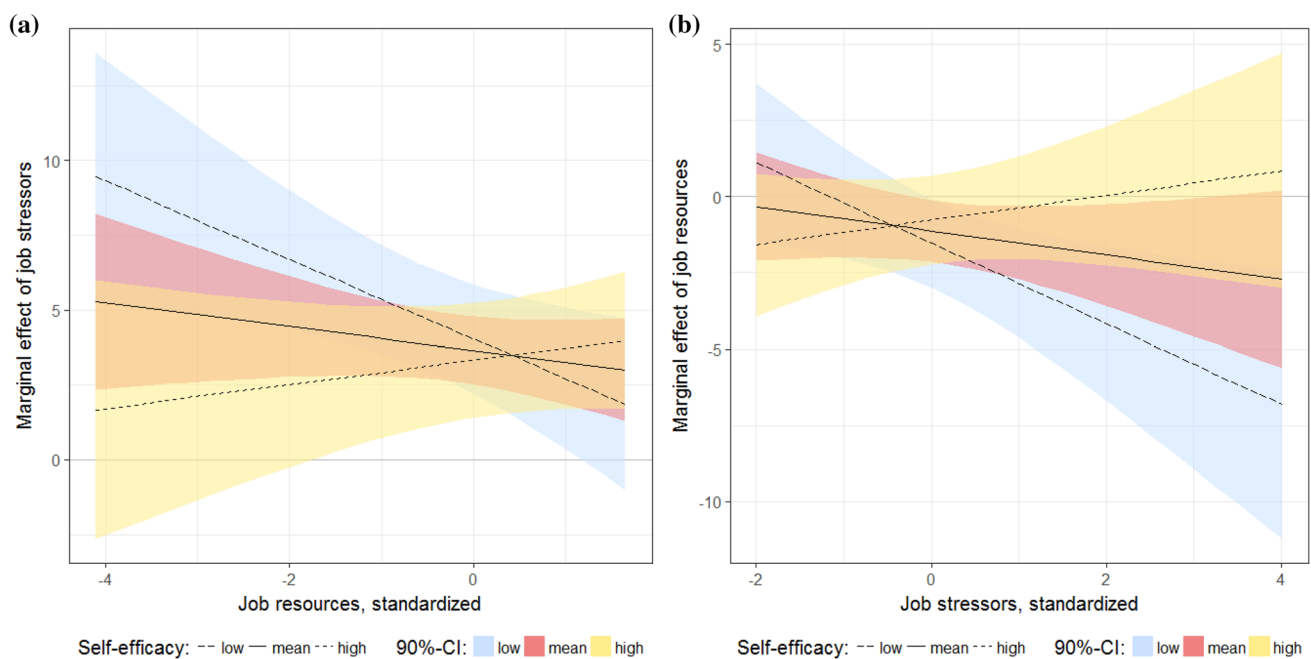 (a)
Marginal effect of job stressors
10
5
0
-4
-2
0
Job resources, standardized
Self-efficacy: low mean high 90%-CI: low mean high
(b)
Marginal effect of job resources
5
0
-5
-10
-2
0
2
4
Job stressors, standardized
Self-efficacy: low mean high 90%-CI: low mean high